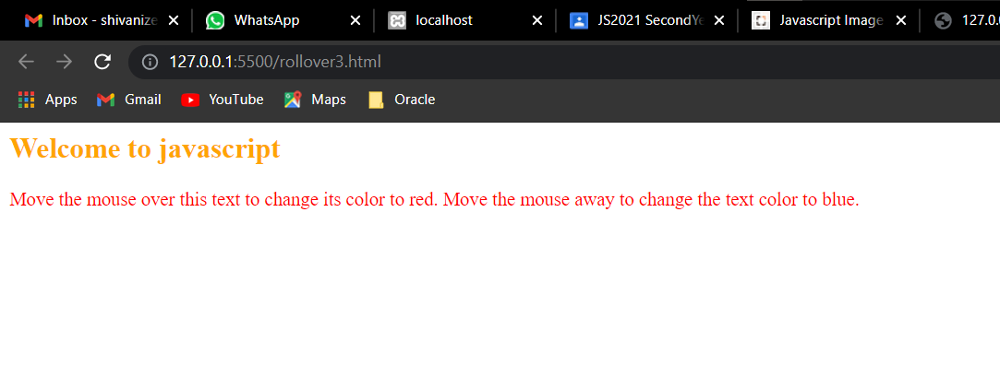 Inbox - shivanize WhatsApp localhost JS2021 SecondYe Javascript Image 127.0.
127.0.0.1:5500/rollover3.html
Apps Gmail YouTube Maps Oracle
Welcome to javascript
Move the mouse over this text to change its color to red. Move the mouse away to change the text color to blue.